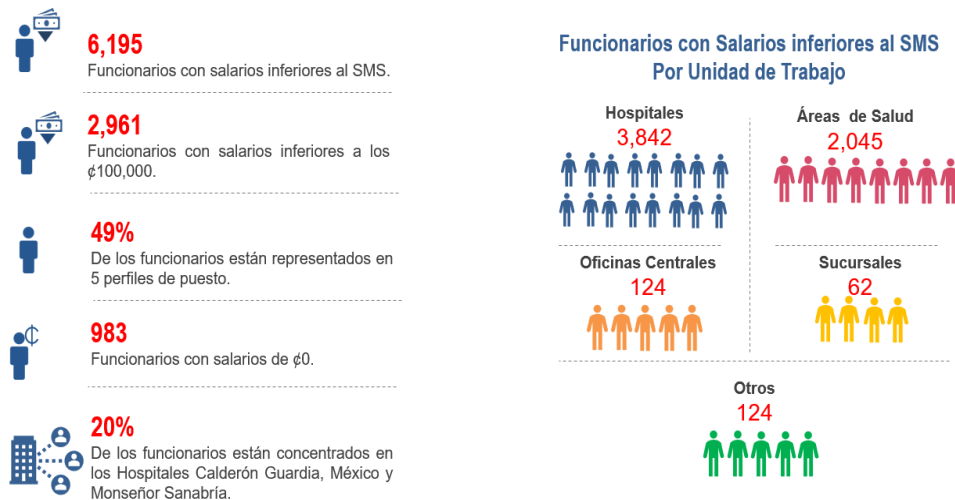 6,195
Funcionarios con salarios inferiores al SMS.
2,961
Funcionarios con salarios inferiores a los
¢100,000.
49%
De los funcionarios están representados en
5 perfiles de puesto.
983
Funcionarios con salarios de ¢0.
20%
De los funcionarios están concentrados en
los Hospitales Calderón Guardia, México y
Monseñor Sanabría.
Funcionarios con Salarios inferiores al SMS
Por Unidad de Trabajo
Hospitales
3,842
Áreas de Salud
2,045
Oficinas Centrales
124
Sucursales
62
Otros
124